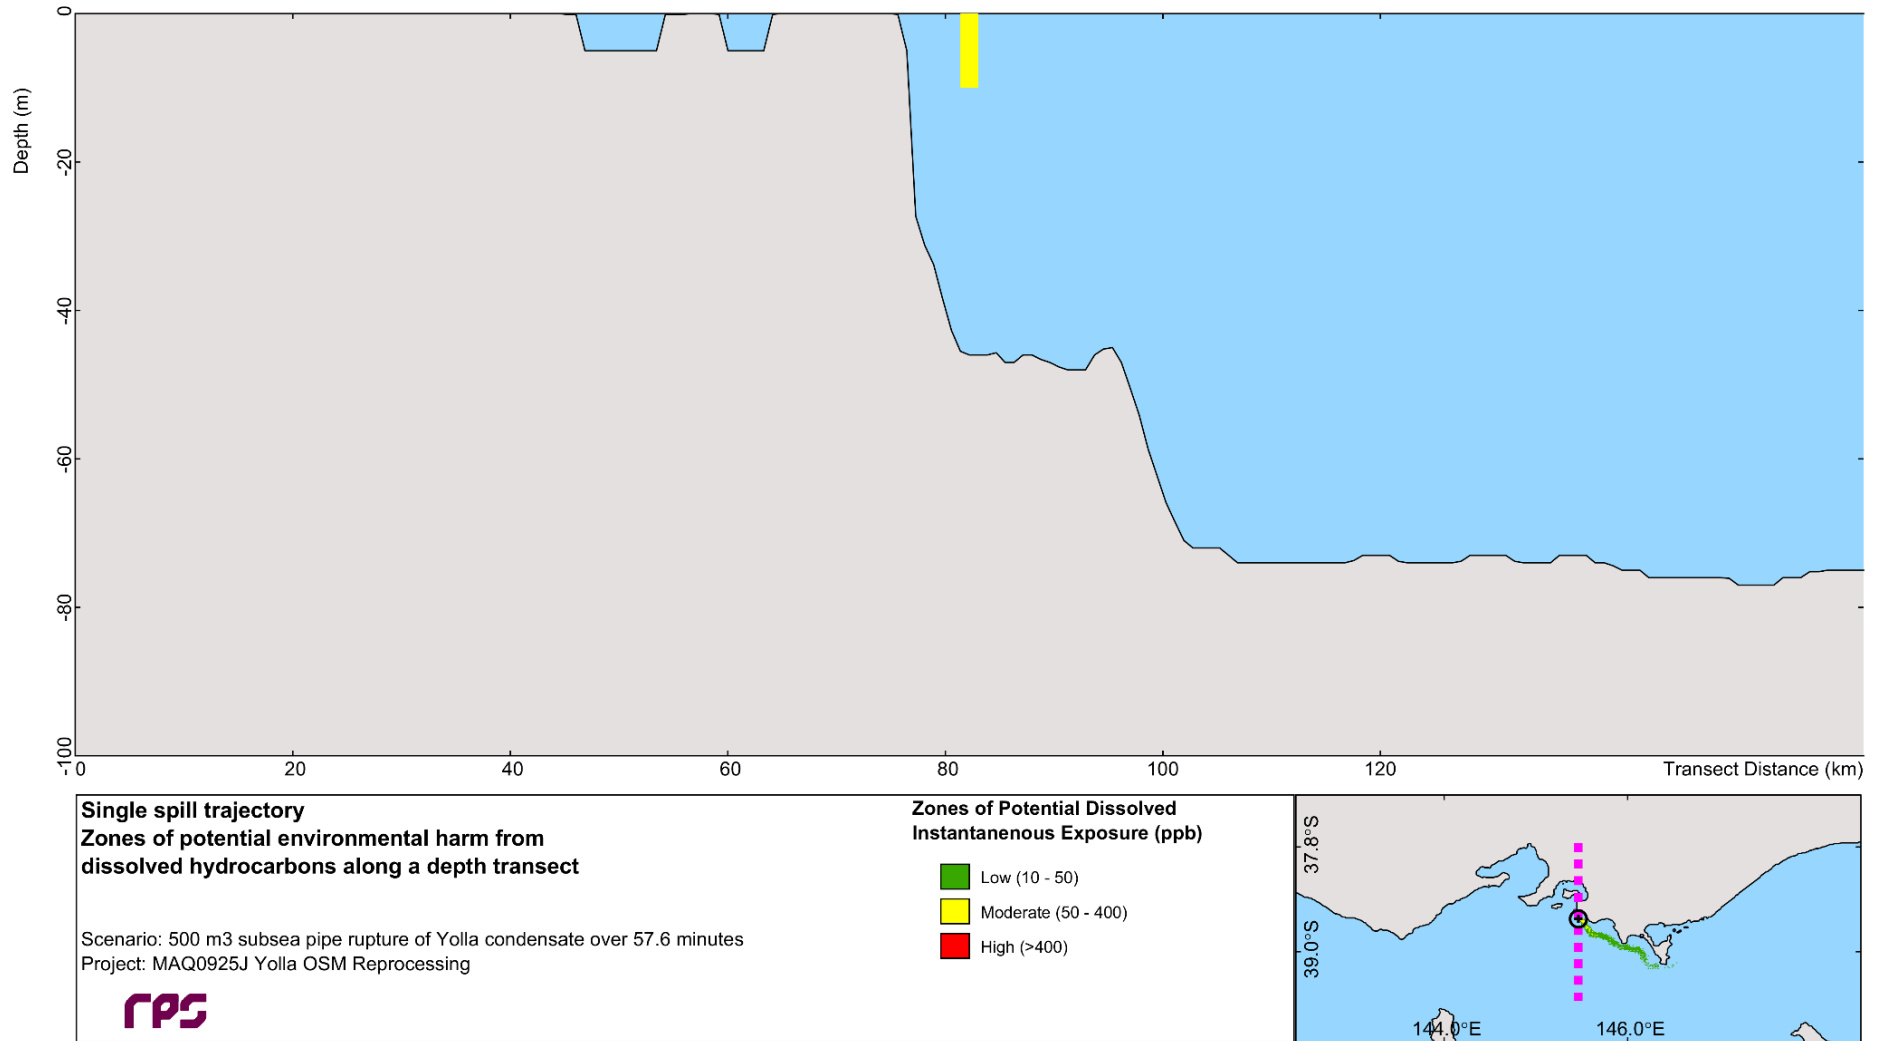 0
-20
-40
-60
-80
-100
Depth (m)
0
20
40
60
80
100
120
Transect Distance (km)
Single spill trajectory
Zones of potential environmental harm from
dissolved hydrocarbons along a depth transect
Scenario: 500 m3 subsea pipe rupture of Yolla condensate over 57.6 minutes
Project: MAQ0925J Yolla OSM Reprocessing
rps
Zones of Potential Dissolved
Instantanenous Exposure (ppb)
Low (10 - 50)
Moderate (50 - 400)
High (>400)
37.8°S
39.0°S
144.0°E
146.0°E